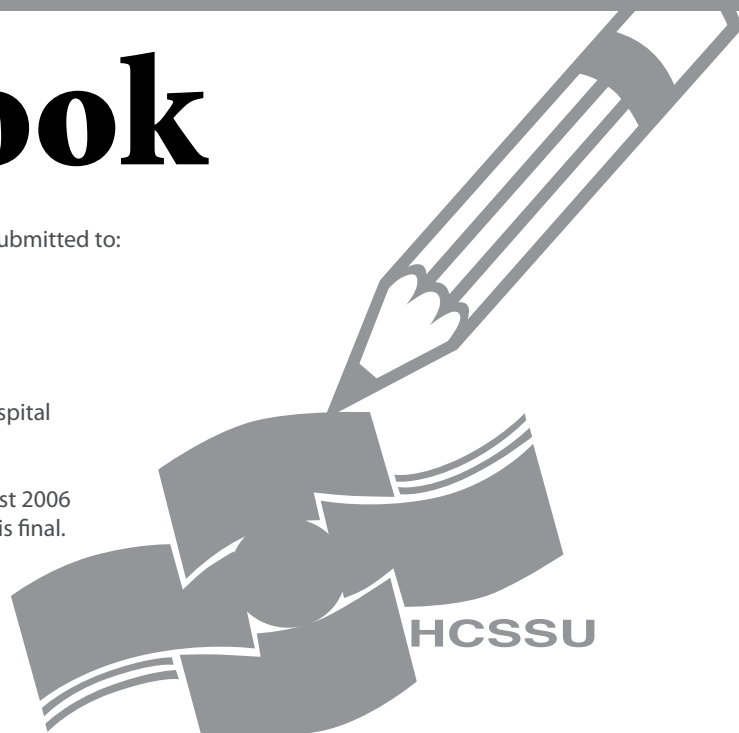 ook
ubmitted to:
spital
st 2006
is final.
HCSSU